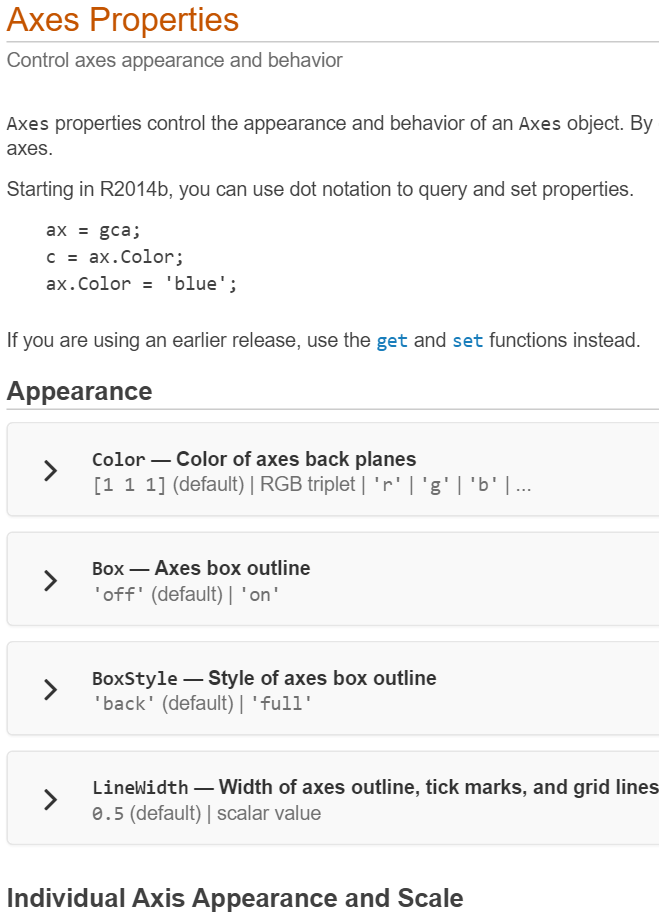 Axes Properties
Control axes appearance and behavior
Axes properties control the appearance and behavior of an Axes object. By
axes.
Starting in R2014b, you can use dot notation to query and set properties.
ax = gca;
c = ax.Color;
ax.Color = 'blue';
If you are using an earlier release, use the get and set functions instead.
Appearance
Color — Color of axes back planes
[1 1 1] (default) | RGB triplet | 'r' | 'g' | 'b' | ...
Box — Axes box outline
'off' (default) | 'on'
BoxStyle — Style of axes box outline
'back' (default) | 'full'
LineWidth — Width of axes outline, tick marks, and grid lines
0.5 (default) | scalar value
Individual Axis Appearance and Scale